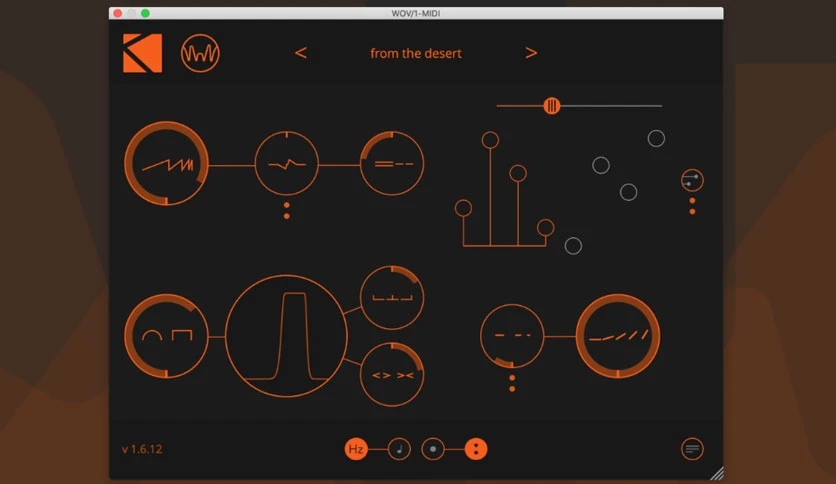 WOV/1-MIDI
< from the desert >
v 1.6.12
Hz